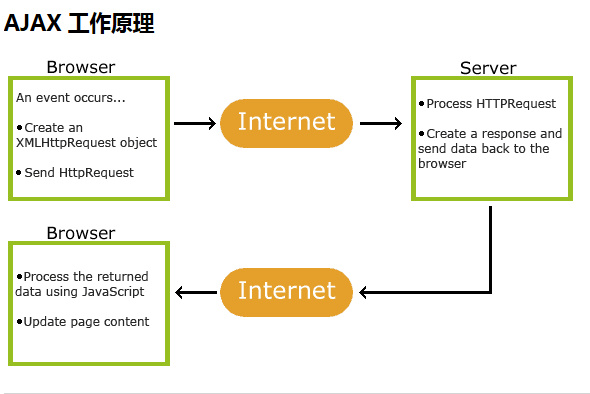 AJAX 工作原理
Browser
An event occurs...
•Create an
XMLHttpRequest object
•Send HttpRequest
Internet
Server
•Process HTTPRequest
•Create a response and
send data back to the
browser
Browser
•Process the returned
data using JavaScript
•Update page content
Internet